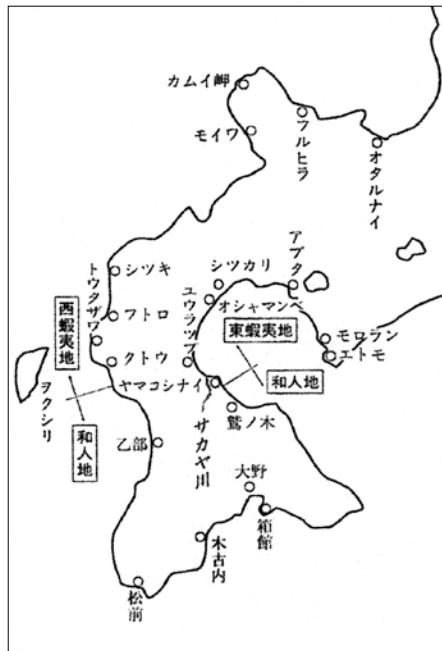 カムイ岬
モイワ
フルヒラ
オタルナイ
シツキ
トウタザワ
フトロ
西蝦夷地
クトウ
ヲクシリ
和人地
乙部
シツカリ
アブタ
オシャマンベ
ユウラップ
東蝦夷地
モロラン
エトモ
ヤマコシナイ
和人地
鷲ノ木
サカヤ川
大野
箱館
木古内
松前